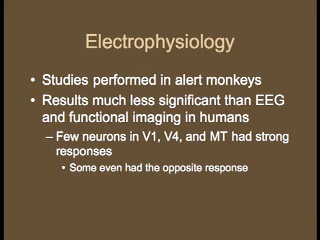 Electrophysiology
• Studies performed in alert monkeys
• Results much less significant than EEG
and functional imaging in humans
– Few neurons in V1, V4, and MT had strong
responses
• Some even had the opposite response